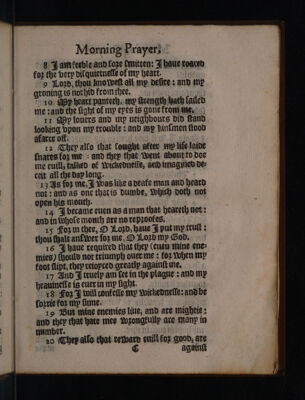 Morning Prayer.
8 I am feeble and sore smitten: I haue roared
for the very disquietnesse of my heart.
9 Lord, thou knowest all my desire: and my
groning is not hid from thee.
10 My heart panteth, my strength hath failed
me: and the sight of my eyes is gone from me.
11 My louers and my neighbours did stand
looking vpon my trouble: and my kinsmen stood
afarre off.
12 They also that sought after my life laide
snares for me: and they that went about to doe
me euill, talked of wickednesse, and imagined de-
ceit all the day long.
13 As for me, I was like a deafe man and heard
not: and as one that is dumbe, which doth not
open his mouth.
14 I became euen as a man that heareth not:
and in whose mouth are no reproofes.
15 For in thee, O Lord, haue I put my trust:
thou shalt answer for me, O Lord my God.
16 I haue required that they (euen mine ene-
mies) should not triumph ouer me: for when my
foot slipt, they reioyced greatly against me.
17 And I truely am set in the plague: and my
heauinesse is euer in my sight.
18 For I will confesse my wickednesse: and be
sorrie for my sinne.
19 But mine enemies liue, and are mightie:
and they that hate mee wrongfully are many in
number.
20 They also that reward euill for good, are
C against